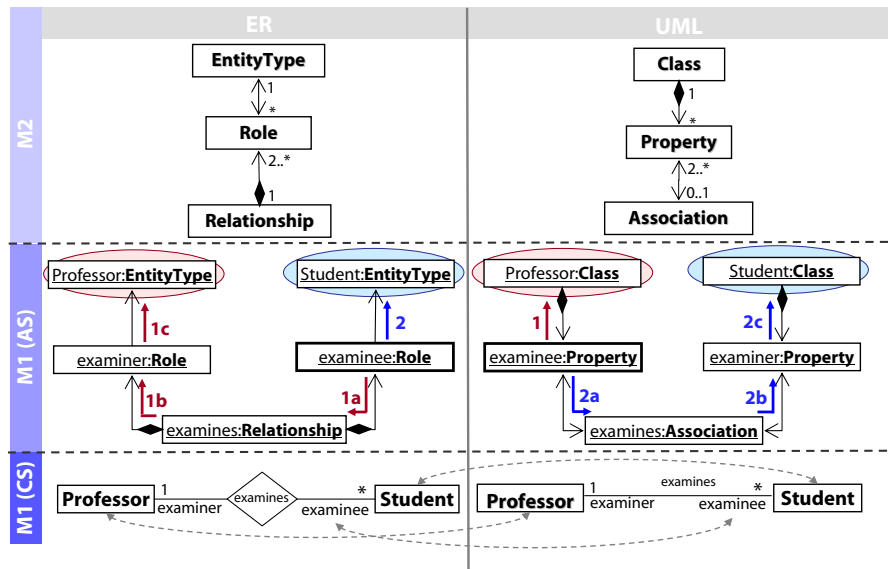 ER
UML
M2
EntityType
1
*
Role
2..*
1
Relationship
Class
1
*
Property
2..*
0..1
Association
M1 (AS)
Professor:EntityType
Student:EntityType
1c
2
examiner:Role
examinee:Role
1b
1a
examines:Relationship
Professor:Class
Student:Class
1
2c
examinee:Property
examiner:Property
2a
2b
examines:Association
M1 (CS)
Professor
1
examiner
examines
*
examinee
Student
Professor
1
examiner
examines
*
examinee
Student